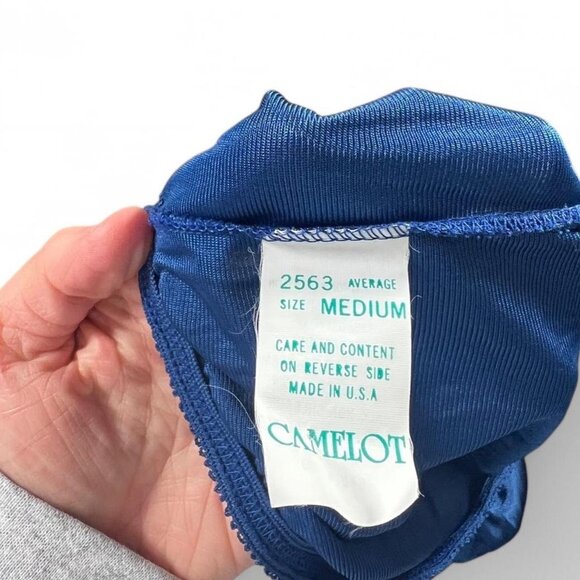 2563 AVERAGE
SIZE MEDIUM
CARE AND CONTENT
ON REVERSE SIDE
MADE IN U.S.A
CAMELOT